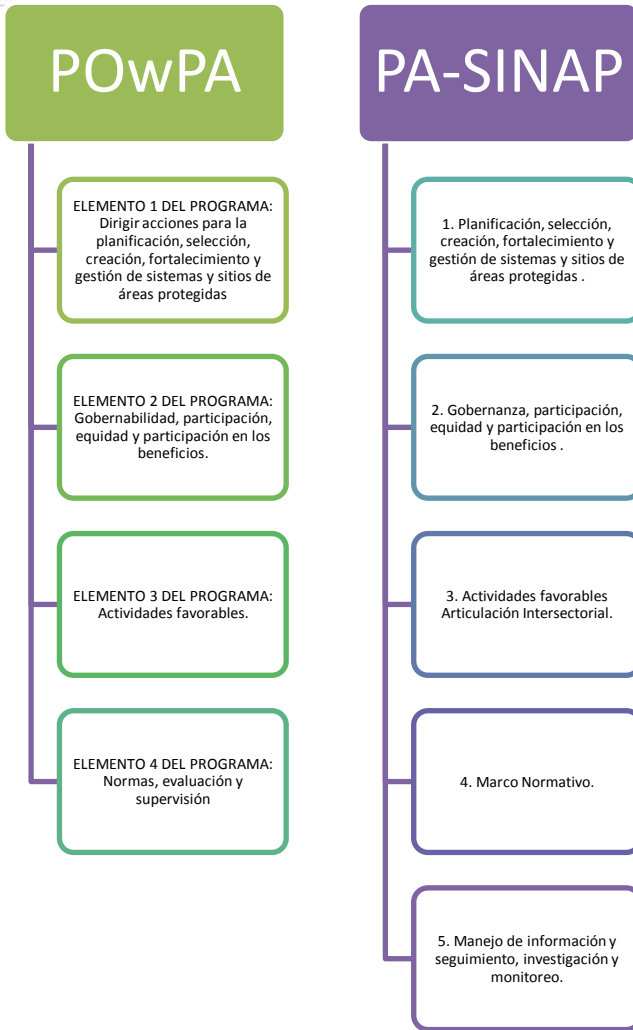 POwPA
ELEMENTO 1 DEL PROGRAMA:
Dirigir acciones para la
planificación, selección,
creación, fortalecimiento y
gestión de sistemas y sitios de
áreas protegidas
ELEMENTO 2 DEL PROGRAMA:
Gobernabilidad, participación,
equidad y participación en los
beneficios.
ELEMENTO 3 DEL PROGRAMA:
Actividades favorables.
ELEMENTO 4 DEL PROGRAMA:
Normas, evaluación y
supervisión
PA-SINAP
1. Planificación, selección,
creación, fortalecimiento y
gestión de sistemas y sitios de
áreas protegidas .
2. Gobernanza, participación,
equidad y participación en los
beneficios .
3. Actividades favorables
Articulación Intersectorial.
4. Marco Normativo.
5. Manejo de información y
seguimiento, investigación y
monitoreo.